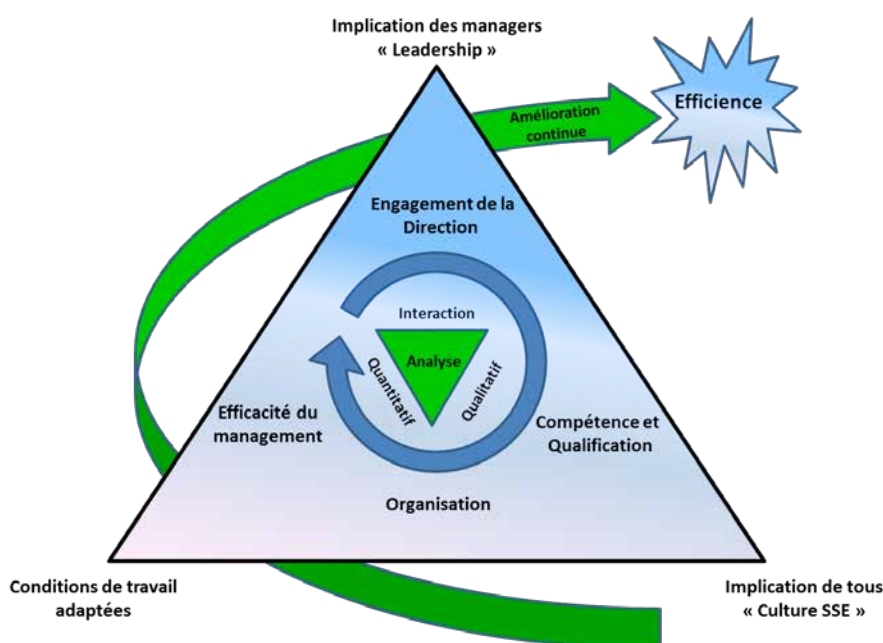 Implication des managers
« Leadership »
Efficience
Amélioration
continue
Engagement de la
Direction
Interaction
Analyse
Quantitatif
Qualitatif
Efficacité du
management
Compétence et
Qualification
Organisation
Conditions de travail
adaptées
Implication de tous
« Culture SSE »